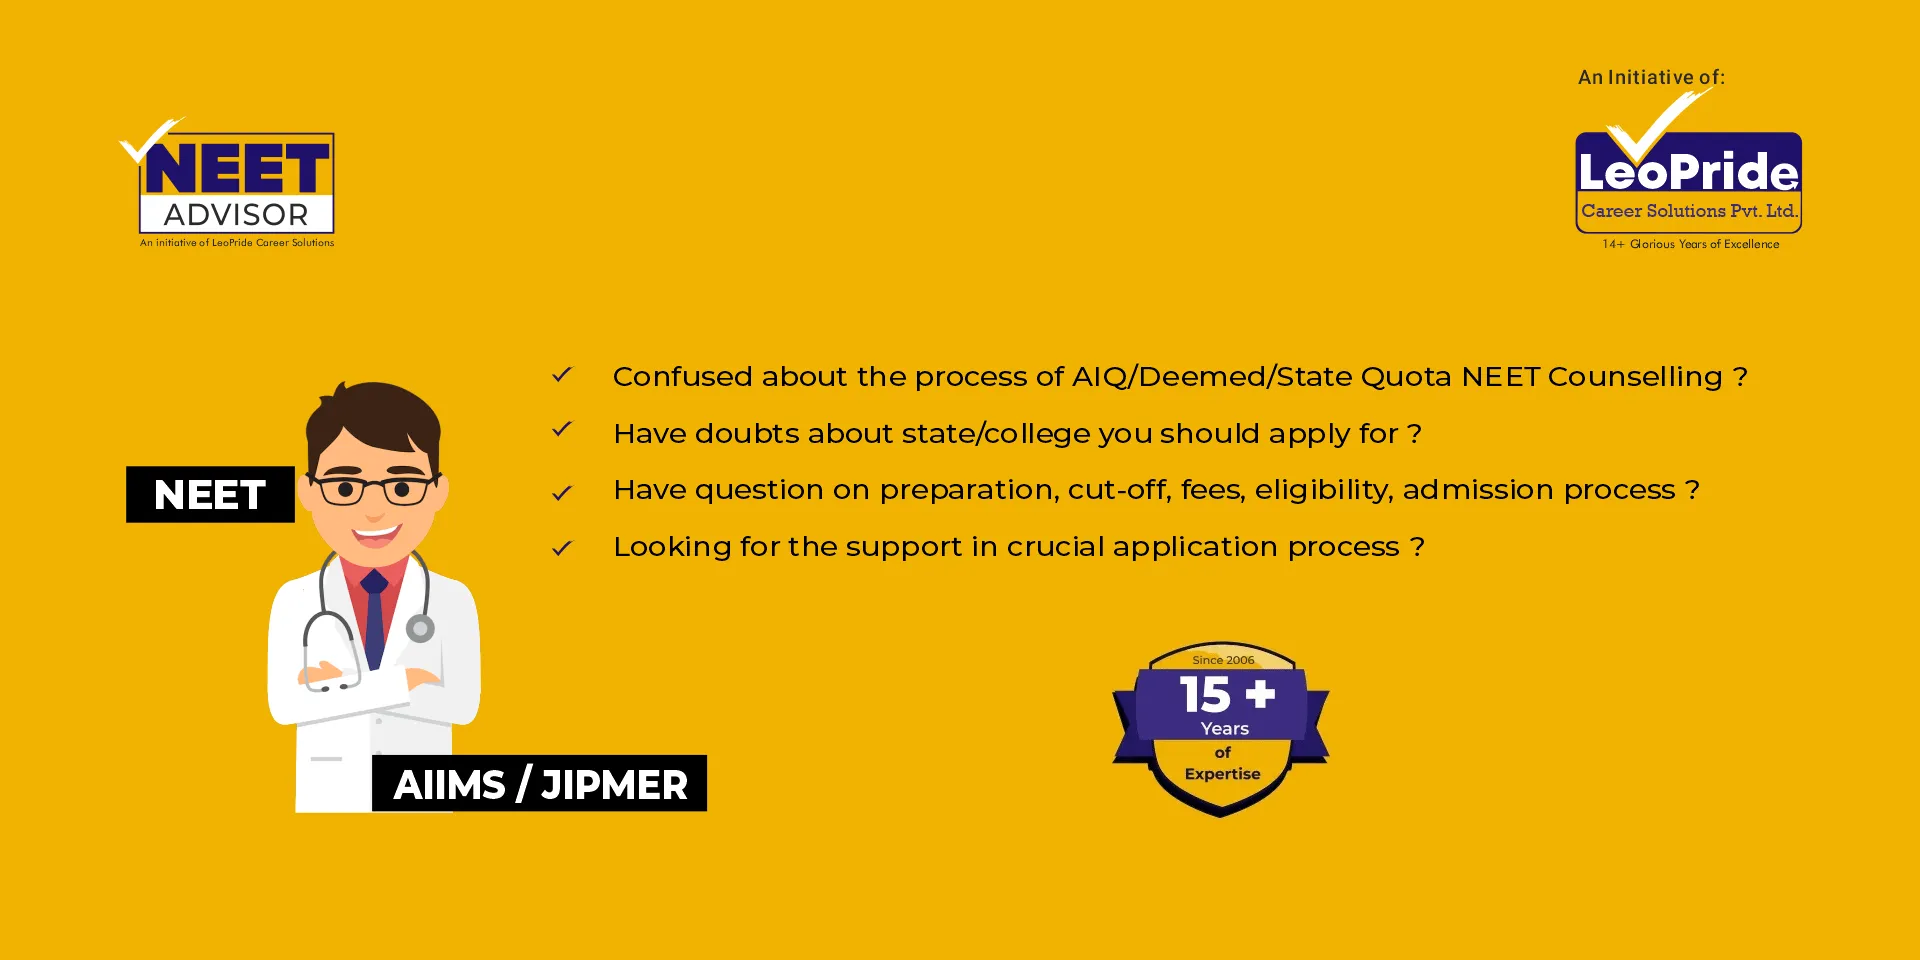 An Initiative of:
NEET
ADVISOR
An initiative of LeoPride Career Solutions
LeoPride
Career Solutions Pvt. Ltd.
14+ Glorious Years of Excellence
Confused about the process of AIQ/Deemed/State Quota NEET Counselling ?
Have doubts about state/college you should apply for ?
Have question on preparation, cut-off, fees, eligibility, admission process ?
Looking for the support in crucial application process ?
NEET
AIIMS / JIPMER
Since 2006
15 +
Years
of
Expertise